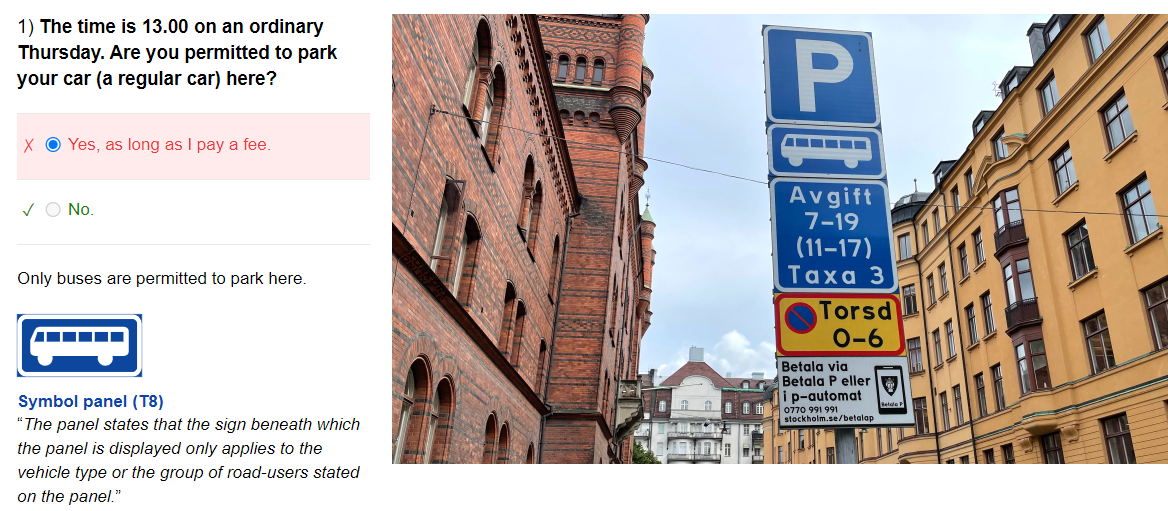 1) The time is 13.00 on an ordinary
Thursday. Are you permitted to park
your car (a regular car) here?
Yes, as long as I pay a fee.
No.
Only buses are permitted to park here.
Symbol panel (T8)
“The panel states that the sign beneath which
the panel is displayed only applies to the
vehicle type or the group of road-users stated
on the panel.”
P
Avgift
7–19
(11–17)
Taxa 3
Torsd
0–6
Betala via
Betala P eller
i p-automat
0770 991 991
stockholm.se/betalap
Betala P